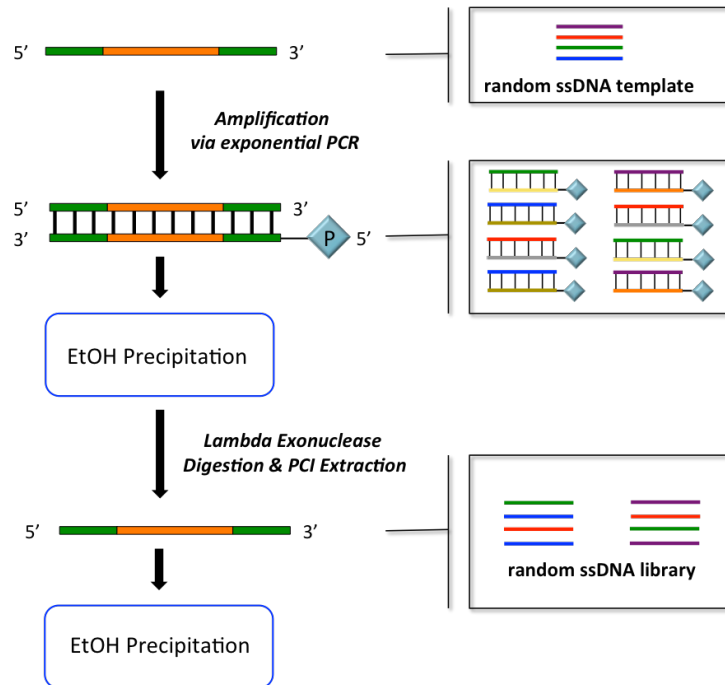 5’ 3’
random ssDNA template
Amplification
via exponential PCR
5’ 3’
3’ P 5’
EtOH Precipitation
Lambda Exonuclease
Digestion & PCI Extraction
5’ 3’
random ssDNA library
EtOH Precipitation